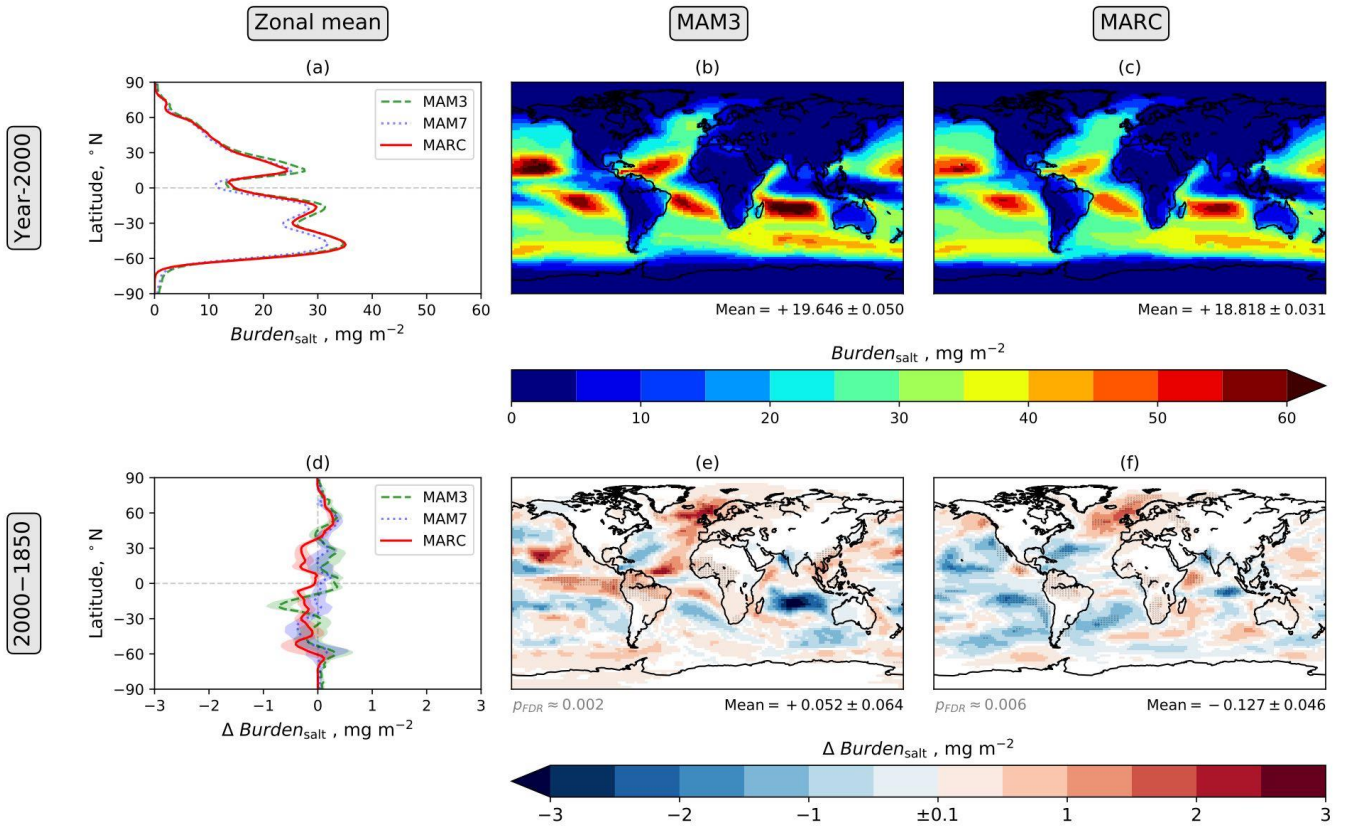 Zonal mean
MAM3
MARC
Year-2000
(a)
90
60
30
0
−30
−60
−90
Latitude, °N
MAM3
MAM7
MARC
0 10 20 30 40 50 60
Burden_salt , mg m⁻²
(b)
Mean = +19.646 ± 0.050
(c)
Mean = +18.818 ± 0.031
Burden_salt , mg m⁻²
0 10 20 30 40 50 60
2000−1850
(d)
90
60
30
0
−30
−60
−90
Latitude, °N
MAM3
MAM7
MARC
−3 −2 −1 0 1 2 3
Δ Burden_salt , mg m⁻²
(e)
p_FDR ≈ 0.002 Mean = +0.052 ± 0.064
(f)
p_FDR ≈ 0.006 Mean = −0.127 ± 0.046
Δ Burden_salt , mg m⁻²
−3 −2 −1 ±0.1 1 2 3